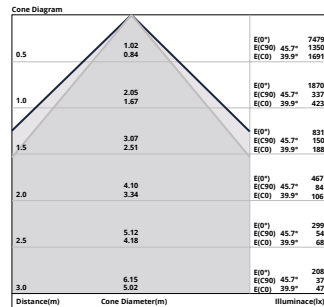 Cone Diagram
E(0°) 7479
E(C90) 45.7° 1350
E(C0) 39.9° 1691
0.5
1.02
0.84
E(0°) 1870
E(C90) 45.7° 337
E(C0) 39.9° 423
1.0
2.05
1.67
E(0°) 831
E(C90) 45.7° 150
E(C0) 39.9° 188
1.5
3.07
2.51
E(0°) 467
E(C90) 45.7° 84
E(C0) 39.9° 106
2.0
4.10
3.34
E(0°) 299
E(C90) 45.7° 54
E(C0) 39.9° 68
2.5
5.12
4.18
E(0°) 208
E(C90) 45.7° 37
E(C0) 39.9° 47
3.0
6.15
5.02
Distance(m) Cone Diameter(m) Illuminace(lx)